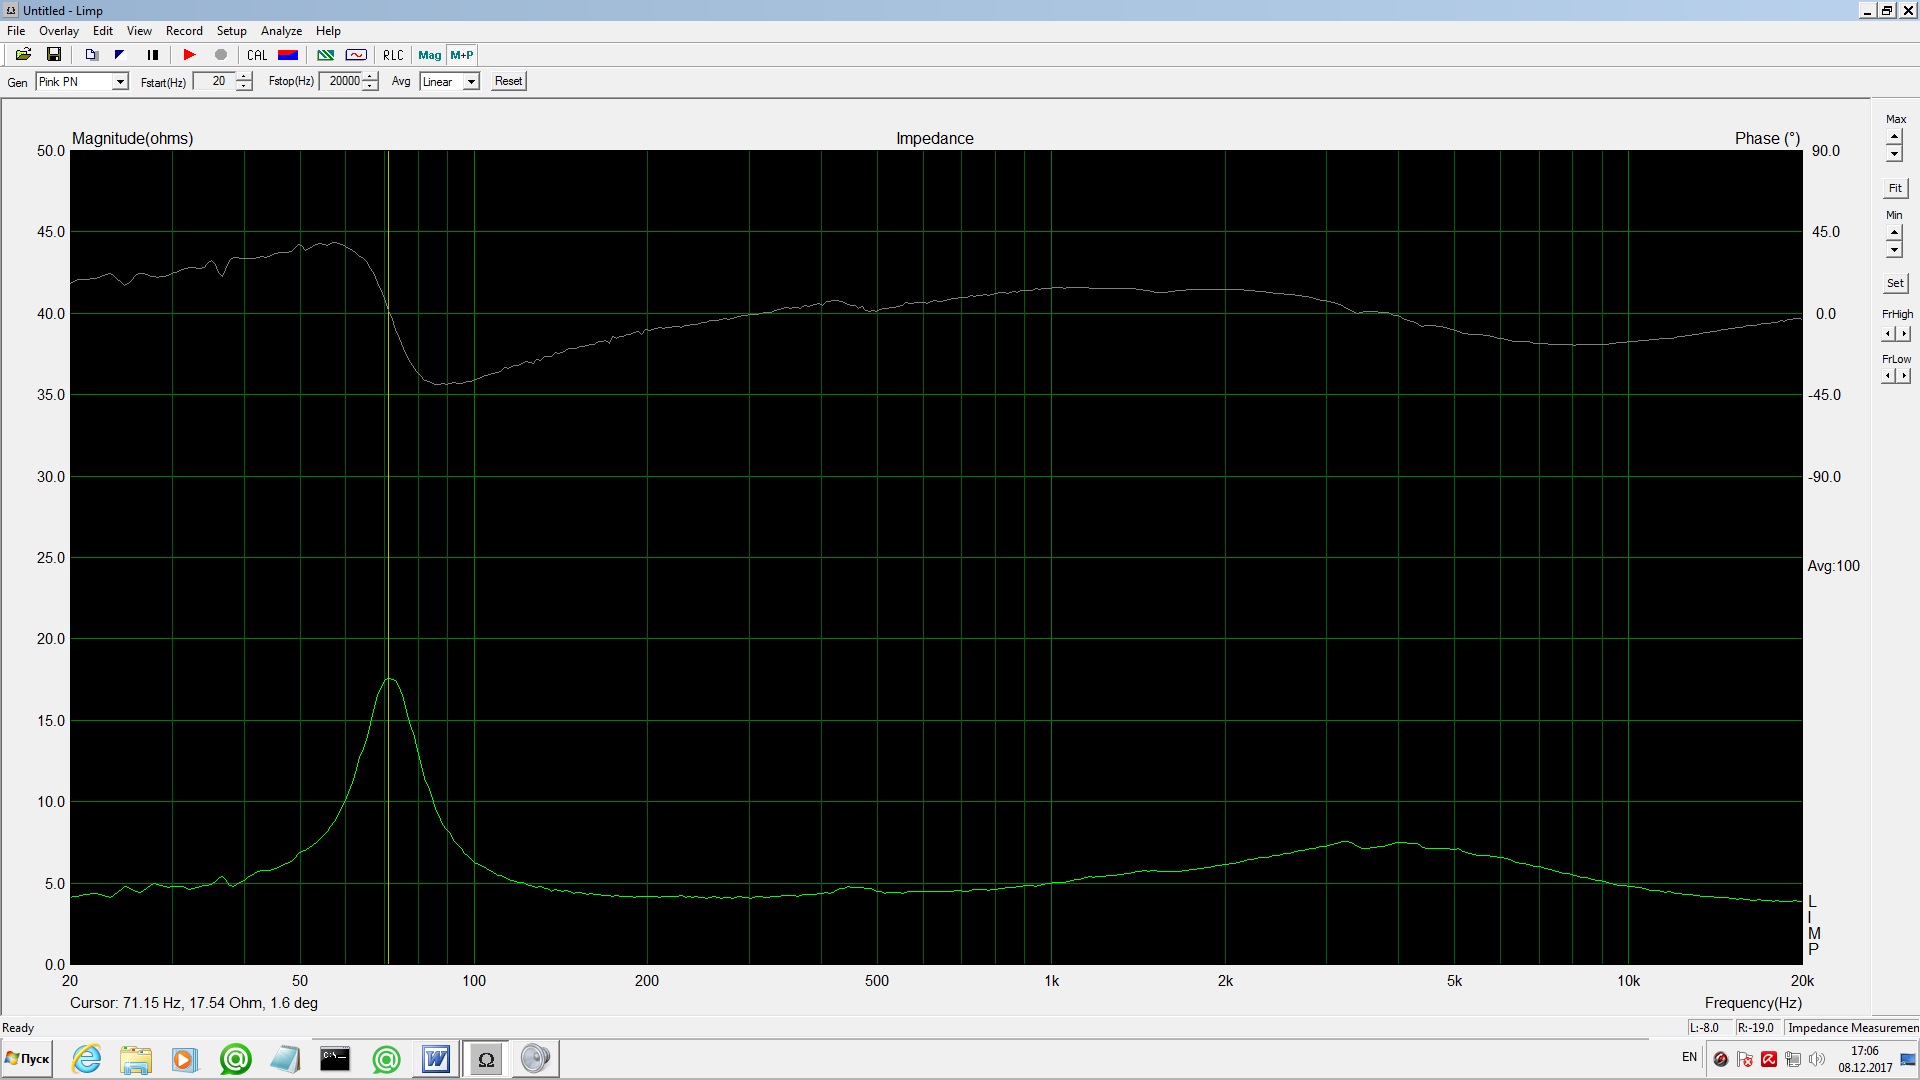 Untitled - Limp
File Overlay Edit View Record Setup Analyze Help
CAL RLC Mag M+P
Gen Pink PN Fstart(Hz) 20 Fstop(Hz) 20000 Avg Linear Reset
Magnitude(ohms) Impedance Phase (°)
50.0 90.0
45.0 45.0
40.0 0.0
35.0 -45.0
30.0 -90.0
25.0
Avg:100
20.0
15.0
10.0
5.0
0.0
L
I
M
P
20 50 100 200 500 1k 2k 5k 10k 20k
Cursor: 71.15 Hz, 17.54 Ohm, 1.6 deg Frequency(Hz)
Max
Fit
Min
Set
FrHigh
FrLow
Ready L:-8.0 R:-19.0 Impedance Measuremen
Пуск C:\. W Ω EN 17:06
08.12.2017